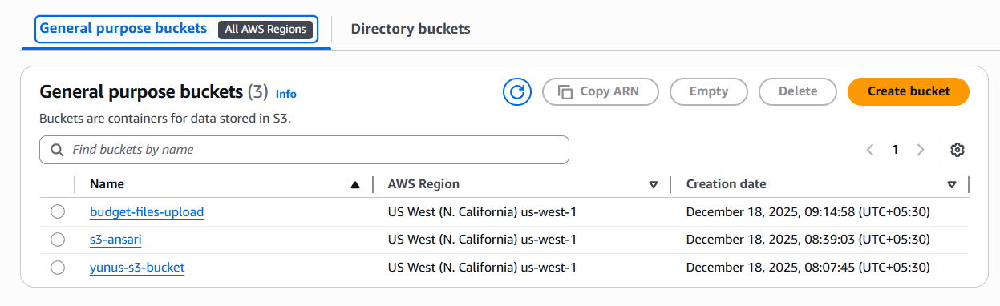 General purpose buckets All AWS Regions Directory buckets
General purpose buckets (3) Info
Copy ARN Empty Delete Create bucket
Buckets are containers for data stored in S3.
Find buckets by name
1
Name AWS Region Creation date
budget-files-upload US West (N. California) us-west-1 December 18, 2025, 09:14:58 (UTC+05:30)
s3-ansari US West (N. California) us-west-1 December 18, 2025, 08:39:03 (UTC+05:30)
yunus-s3-bucket US West (N. California) us-west-1 December 18, 2025, 08:07:45 (UTC+05:30)